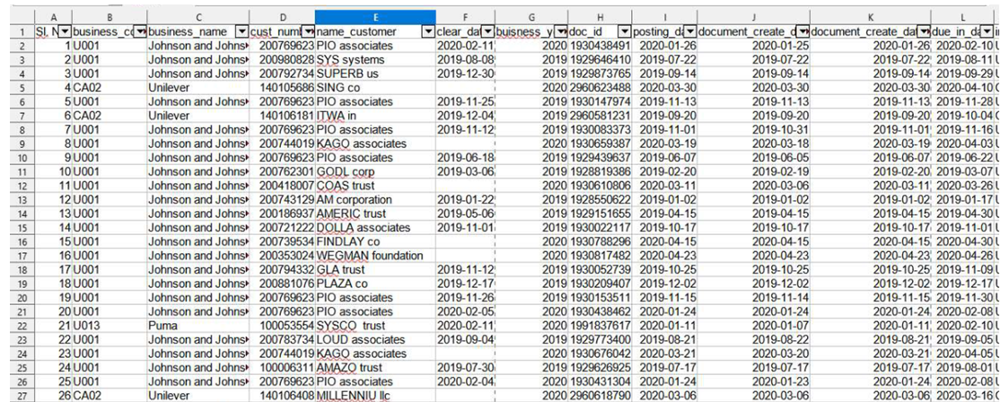 A B C D E F G H I J K L
1 Sl. N business_co business_name cust_numb name_customer clear_dat buisness_y doc_id posting_da document_create_d document_create_dat due_in_da
2 1 U001 Johnson and Johns 200769623 PIO associates 2020-02-11 2020 1930438491 2020-01-26 2020-01-25 2020-01-26 2020-02-10
3 2 U001 Johnson and Johns 200980828 SYS systems 2019-08-08 2019 1929646410 2019-07-22 2019-07-22 2019-07-22 2019-08-11
4 3 U001 Johnson and Johns 200792734 SUPERB us 2019-12-30 2019 1929873765 2019-09-14 2019-09-14 2019-09-14 2019-09-29
5 4 CA02 Unilever 140105686 SING co 2020 2960623488 2020-03-30 2020-03-30 2020-03-30 2020-04-10
6 5 U001 Johnson and Johns 200769623 PIO associates 2019-11-25 2019 1930147974 2019-11-13 2019-11-13 2019-11-13 2019-11-28
7 6 CA02 Unilever 140106181 ITWA in 2019-12-04 2019 2960581231 2019-09-20 2019-09-20 2019-09-20 2019-10-04
8 7 U001 Johnson and Johns 200769623 PIO associates 2019-11-12 2019 1930083373 2019-11-01 2019-10-31 2019-11-01 2019-11-16
9 8 U001 Johnson and Johns 200744019 KAGO associates 2020 1930659387 2020-03-19 2020-03-18 2020-03-19 2020-04-03
10 9 U001 Johnson and Johns 200769623 PIO associates 2019-06-18 2019 1929439637 2019-06-07 2019-06-05 2019-06-07 2019-06-22
11 10 U001 Johnson and Johns 200762301 GODL corp 2019-03-06 2019 1928819386 2019-02-20 2019-02-19 2019-02-20 2019-03-07
12 11 U001 Johnson and Johns 200418007 COAS trust 2020 1930610806 2020-03-11 2020-03-06 2020-03-11 2020-03-26
13 12 U001 Johnson and Johns 200743129 AM corporation 2019-01-22 2019 1928550622 2019-01-02 2019-01-02 2019-01-02 2019-01-17
14 13 U001 Johnson and Johns 200186937 AMERIC trust 2019-05-06 2019 1929151655 2019-04-15 2019-04-15 2019-04-15 2019-04-30
15 14 U001 Johnson and Johns 200721222 DOLLA associates 2019-11-01 2019 1930022117 2019-10-17 2019-10-17 2019-10-17 2019-11-01
16 15 U001 Johnson and Johns 200739534 FINDLAY co 2020 1930788296 2020-04-15 2020-04-15 2020-04-15 2020-04-30
17 16 U001 Johnson and Johns 200353024 WEGMAN foundation 2020 1930817482 2020-04-23 2020-04-23 2020-04-23 2020-04-26
18 17 U001 Johnson and Johns 200794332 GLA trust 2019-11-12 2019 1930052739 2019-10-25 2019-10-25 2019-10-25 2019-11-09
19 18 U001 Johnson and Johns 200881076 PLAZA co 2019-12-17 2019 1930209407 2019-12-02 2019-12-02 2019-12-02 2019-12-17
20 19 U001 Johnson and Johns 200769623 PIO associates 2019-11-26 2019 1930153511 2019-11-15 2019-11-14 2019-11-15 2019-11-30
21 20 U001 Johnson and Johns 200769623 PIO associates 2020-02-05 2020 1930438462 2020-01-24 2020-01-24 2020-01-24 2020-02-08
22 21 U013 Puma 100053554 SYSCO trust 2020-02-11 2020 1991837617 2020-01-11 2020-01-07 2020-01-11 2020-02-10
23 22 U001 Johnson and Johns 200783734 LOUD associates 2019-09-04 2019 1929773400 2019-08-21 2019-08-22 2019-08-21 2019-09-05
24 23 U001 Johnson and Johns 200744019 KAGO associates 2020 1930676042 2020-03-21 2020-03-20 2020-03-21 2020-04-05
25 24 U001 Johnson and Johns 100006311 AMAZO trust 2019-07-30 2019 1929626925 2019-07-17 2019-07-17 2019-07-17 2019-08-01
26 25 U001 Johnson and Johns 200769623 PIO associates 2020-02-04 2020 1930431304 2020-01-24 2020-01-23 2020-01-24 2020-02-08
27 26 CA02 Unilever 140106408 MILLENNIU llc 2020 2960618790 2020-03-06 2020-03-06 2020-03-06 2020-03-16